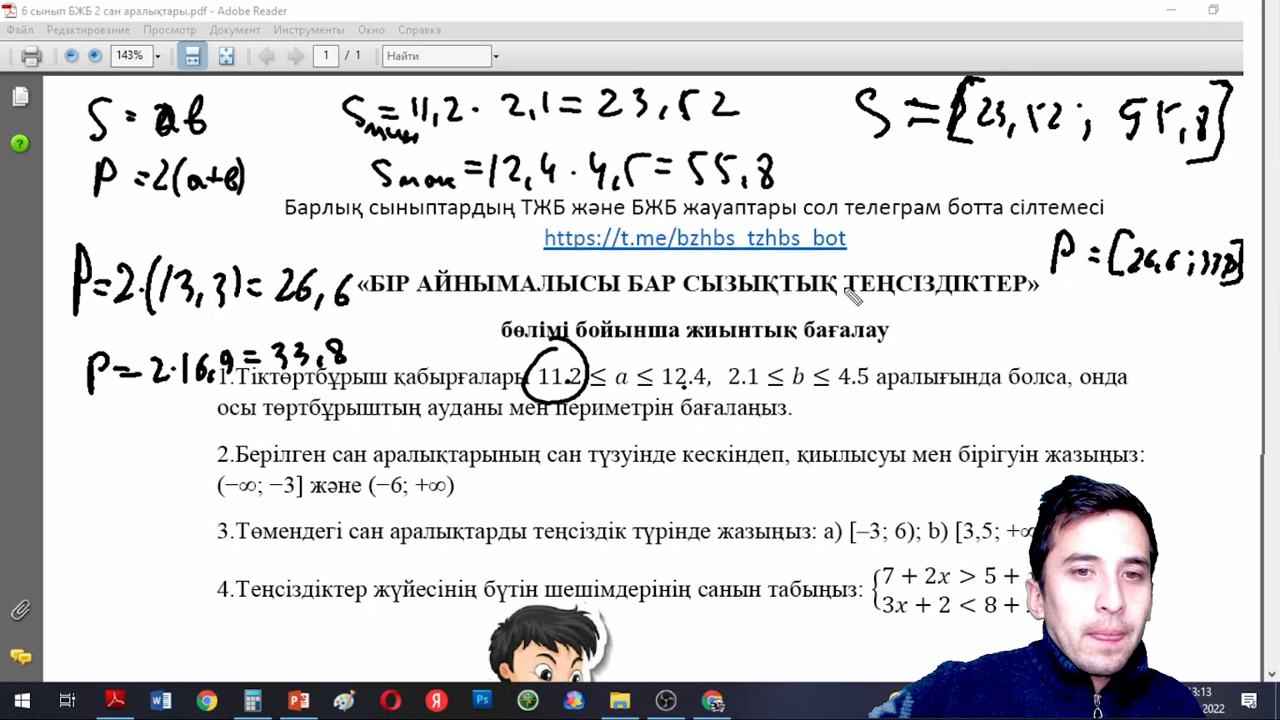 6 сынып БЖБ 2 сан аралықтары.pdf - Adobe Reader
Файл Редактирование Просмотр Документ Инструменты Окно Справка
143% 1 / 1 Найти
S = ab
Sмин = 11,2 · 2,1 = 23,52
S = [23,52 ; 55,8]
P = 2(a+b)
Smax = 12,4 · 4,5 = 55,8
Барлық сыныптардың ТЖБ және БЖБ жауаптары сол телеграм ботта сілтемесі
https://t.me/bzhbs_tzhbs_bot
P = [26,6 ; 33,8]
P = 2·(13,3) = 26,6
«БІР АЙНЫМАЛЫСЫ БАР СЫЗЫҚТЫҚ ТЕҢСІЗДІКТЕР»
бөлімі бойынша жиынтық бағалау
P = 2·16,9 = 33,8
1.Тіктөртбұрыш қабырғалары 11.2 ≤ a ≤ 12.4, 2.1 ≤ b ≤ 4.5 аралығында болса, онда
осы төртбұрыштың ауданы мен периметрін бағалаңыз.
2.Берілген сан аралықтарының сан түзуінде кескіндеп, қиылысуы мен бірігуін жазыңыз:
(−∞; −3] және (−6; +∞)
3.Төмендегі сан аралықтарды теңсіздік түрінде жазыңыз: a) [–3; 6); b) [3,5; +∞
4.Теңсіздіктер жүйесінің бүтін шешімдерінің санын табыңыз: {7 + 2x > 5 +
3x + 2 < 8 +
13:13
2022